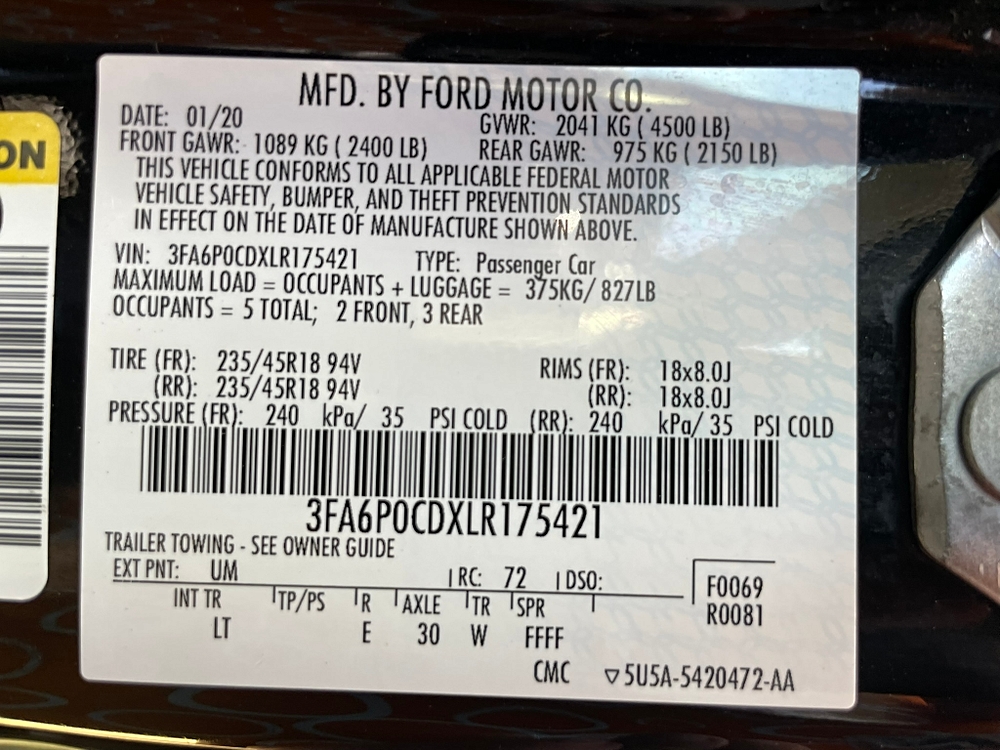 MFD. BY FORD MOTOR CO.
DATE: 01/20 GVWR: 2041 KG ( 4500 LB)
FRONT GAWR: 1089 KG ( 2400 LB) REAR GAWR: 975 KG ( 2150 LB)
THIS VEHICLE CONFORMS TO ALL APPLICABLE FEDERAL MOTOR
VEHICLE SAFETY, BUMPER, AND THEFT PREVENTION STANDARDS
IN EFFECT ON THE DATE OF MANUFACTURE SHOWN ABOVE.
VIN: 3FA6P0CDXLR175421 TYPE: Passenger Car
MAXIMUM LOAD = OCCUPANTS + LUGGAGE = 375KG/ 827LB
OCCUPANTS = 5 TOTAL; 2 FRONT, 3 REAR
TIRE (FR): 235/45R18 94V RIMS (FR): 18x8.0J
(RR): 235/45R18 94V (RR): 18x8.0J
PRESSURE (FR): 240 kPa/ 35 PSI COLD (RR): 240 kPa/ 35 PSI COLD
3FA6P0CDXLR175421
TRAILER TOWING - SEE OWNER GUIDE
EXT PNT: UM RC: 72 DSO: F0069
INT TR TP/PS R AXLE TR SPR R0081
LT E 30 W FFFF
CMC ▽5U5A-5420472-AA
ON